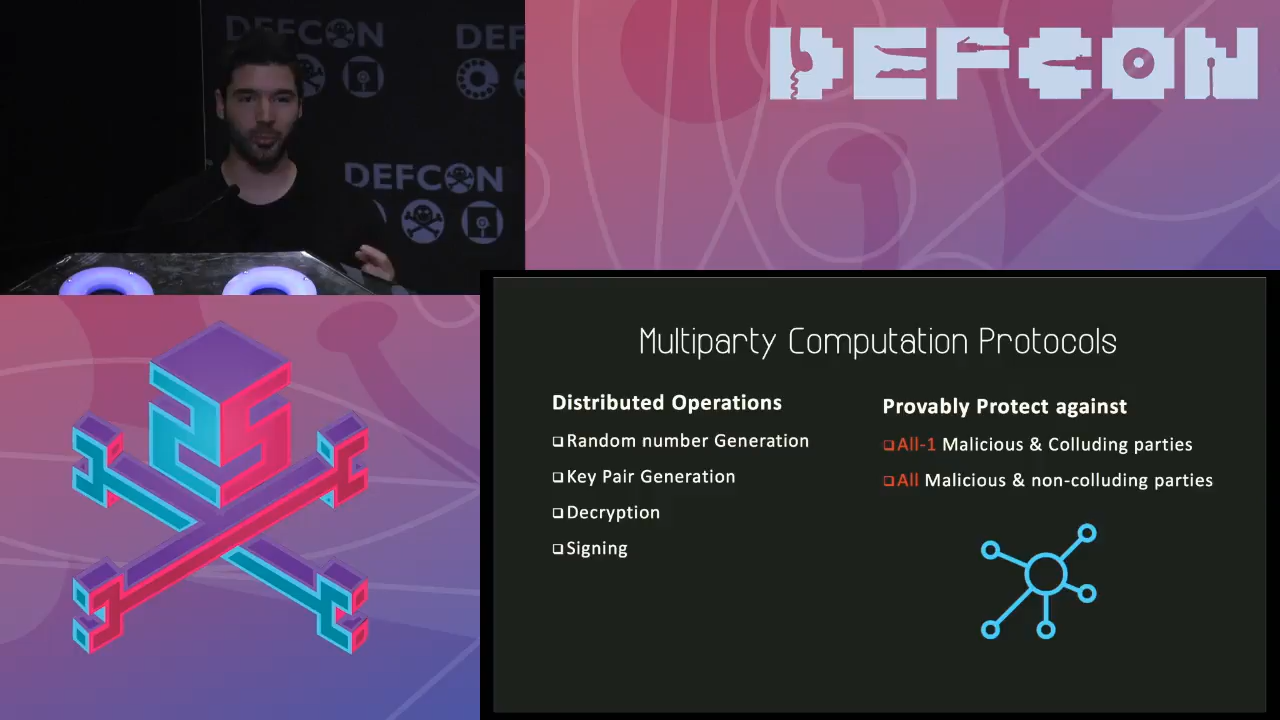 DEFCON
DEF
DEFCON
DEFCON
Multiparty Computation Protocols
Distributed Operations
Random number Generation
Key Pair Generation
Decryption
Signing
Provably Protect against
All-1 Malicious & Colluding parties
All Malicious & non-colluding parties